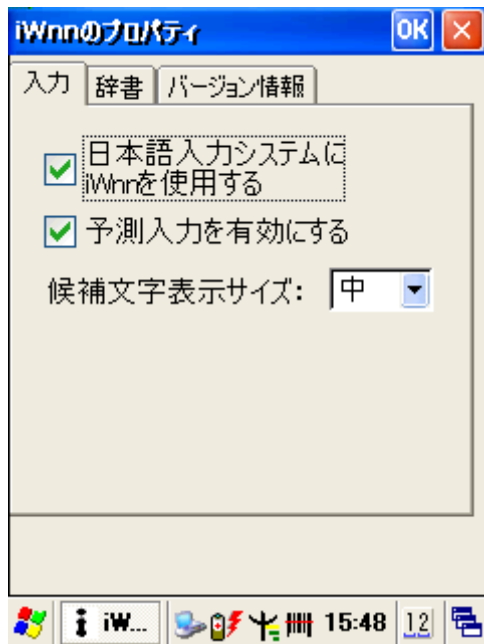 iWnnのプロパティ OK
入力 辞書 バージョン情報
日本語入力システムに
iWnnを使用する
予測入力を有効にする
候補文字表示サイズ: 中
iW... 15:48 12